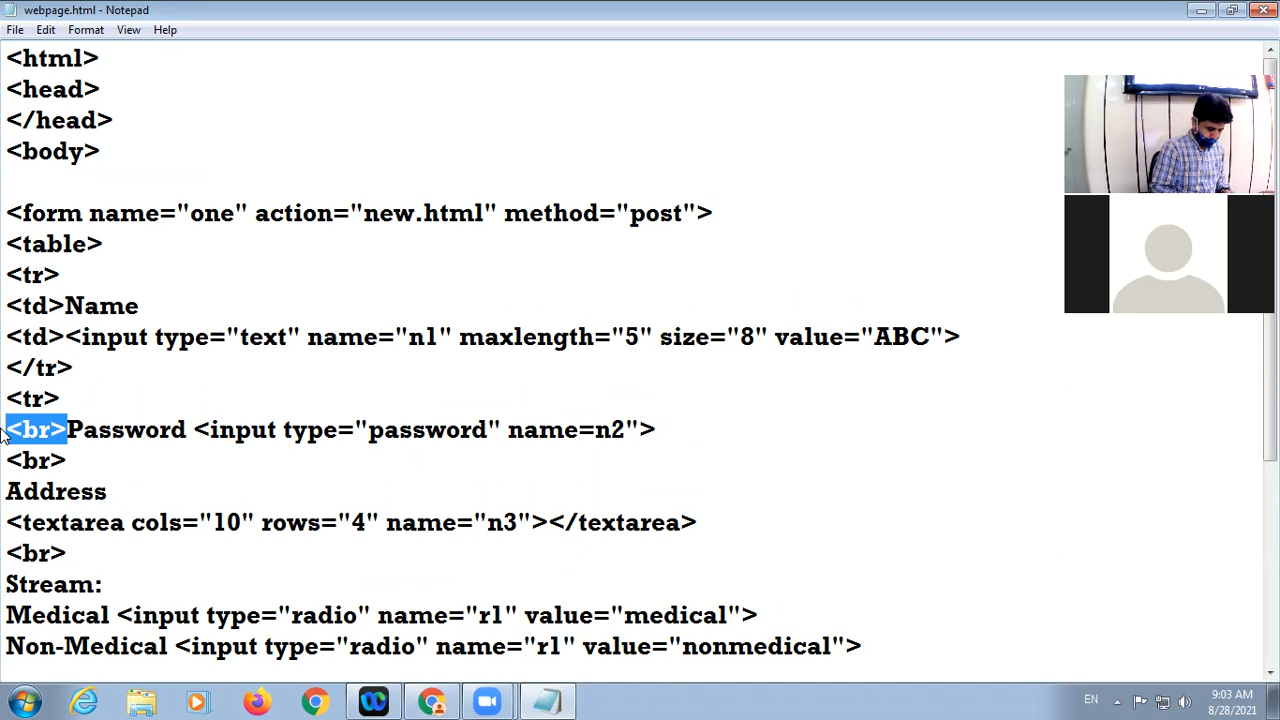 webpage.html - Notepad
File Edit Format View Help
<html>
<head>
</head>
<body>
<form name="one" action="new.html" method="post">
<table>
<tr>
<td>Name
<td><input type="text" name="n1" maxlength="5" size="8" value="ABC">
</tr>
<tr>
<br>Password <input type="password" name=n2">
<br>
Address
<textarea cols="10" rows="4" name="n3"></textarea>
<br>
Stream:
Medical <input type="radio" name="r1" value="medical">
Non-Medical <input type="radio" name="r1" value="nonmedical">
EN
9:03 AM
8/28/2021